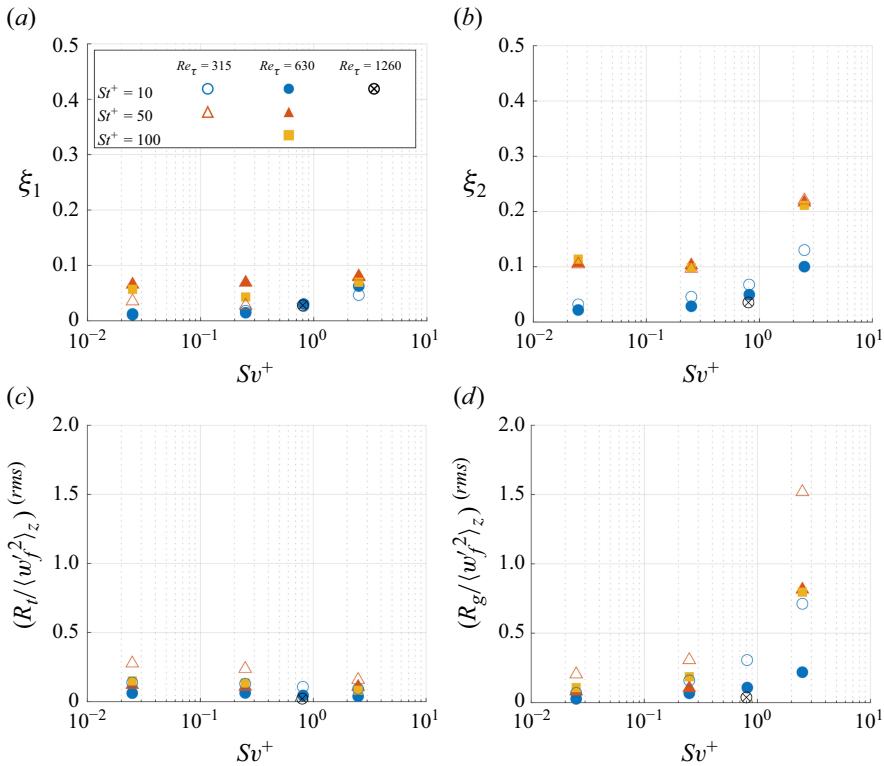 (a) (b)
0.5 0.5
Re_τ = 315 Re_τ = 630 Re_τ = 1260
0.4 St⁺ = 10 0.4
St⁺ = 50
0.3 St⁺ = 100 0.3
ξ₁ ξ₂
0.2 0.2
0.1 0.1
0 0
10⁻² 10⁻¹ 10⁰ 10¹ 10⁻² 10⁻¹ 10⁰ 10¹
Sv⁺ Sv⁺
(c) (d)
2.0 2.0
1.5 1.5
(R_t/⟨w′_f²⟩_z)^(rms) (R_g/⟨w′_f²⟩_z)^(rms)
1.0 1.0
0.5 0.5
0 0
10⁻² 10⁻¹ 10⁰ 10¹ 10⁻² 10⁻¹ 10⁰ 10¹
Sv⁺ Sv⁺